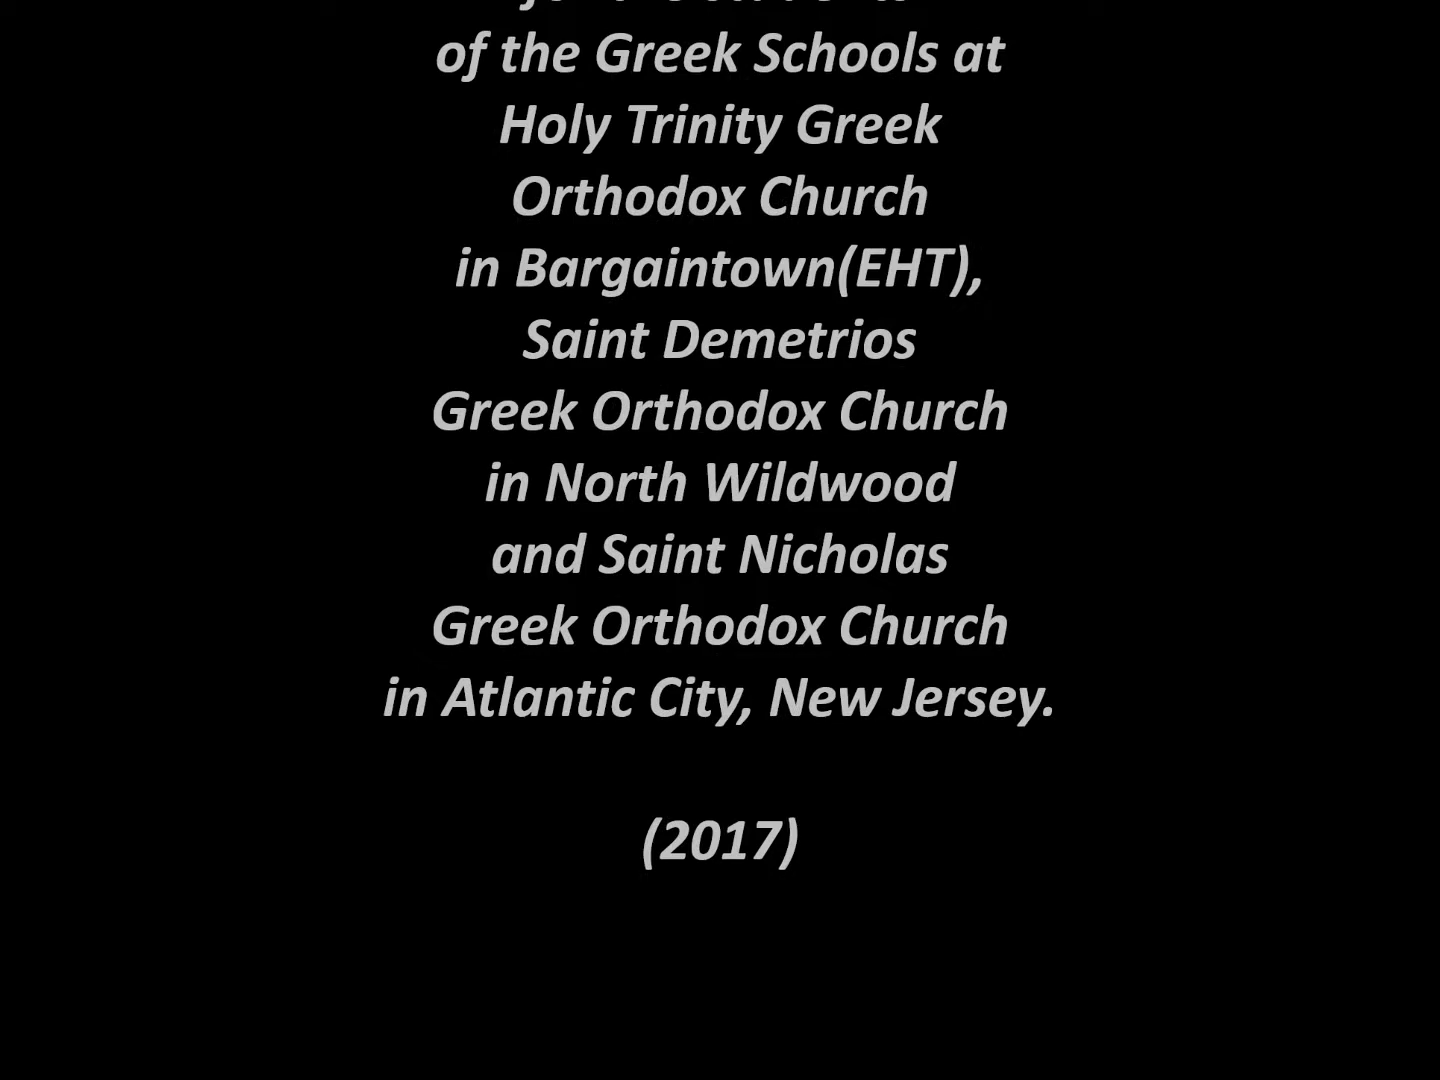 of the Greek Schools at
Holy Trinity Greek
Orthodox Church
in Bargaintown(EHT),
Saint Demetrios
Greek Orthodox Church
in North Wildwood
and Saint Nicholas
Greek Orthodox Church
in Atlantic City, New Jersey.
(2017)